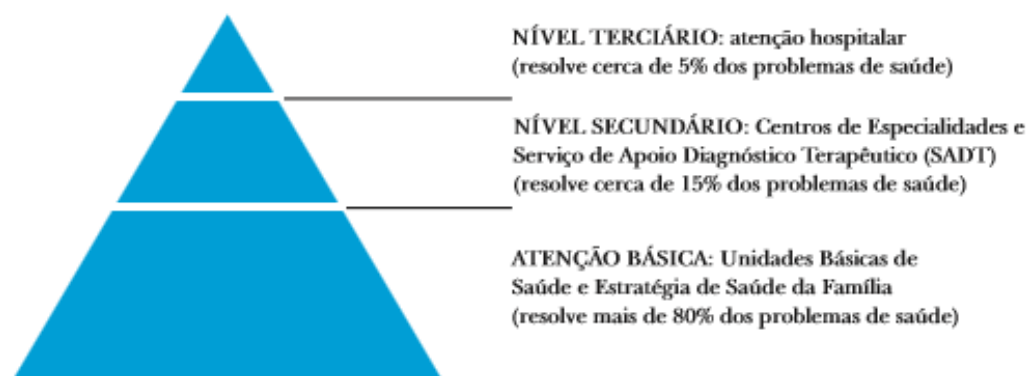 NÍVEL TERCIÁRIO: atenção hospitalar
(resolve cerca de 5% dos problemas de saúde)
NÍVEL SECUNDÁRIO: Centros de Especialidades e
Serviço de Apoio Diagnóstico Terapêutico (SADT)
(resolve cerca de 15% dos problemas de saúde)
ATENÇÃO BÁSICA: Unidades Básicas de
Saúde e Estratégia de Saúde da Família
(resolve mais de 80% dos problemas de saúde)